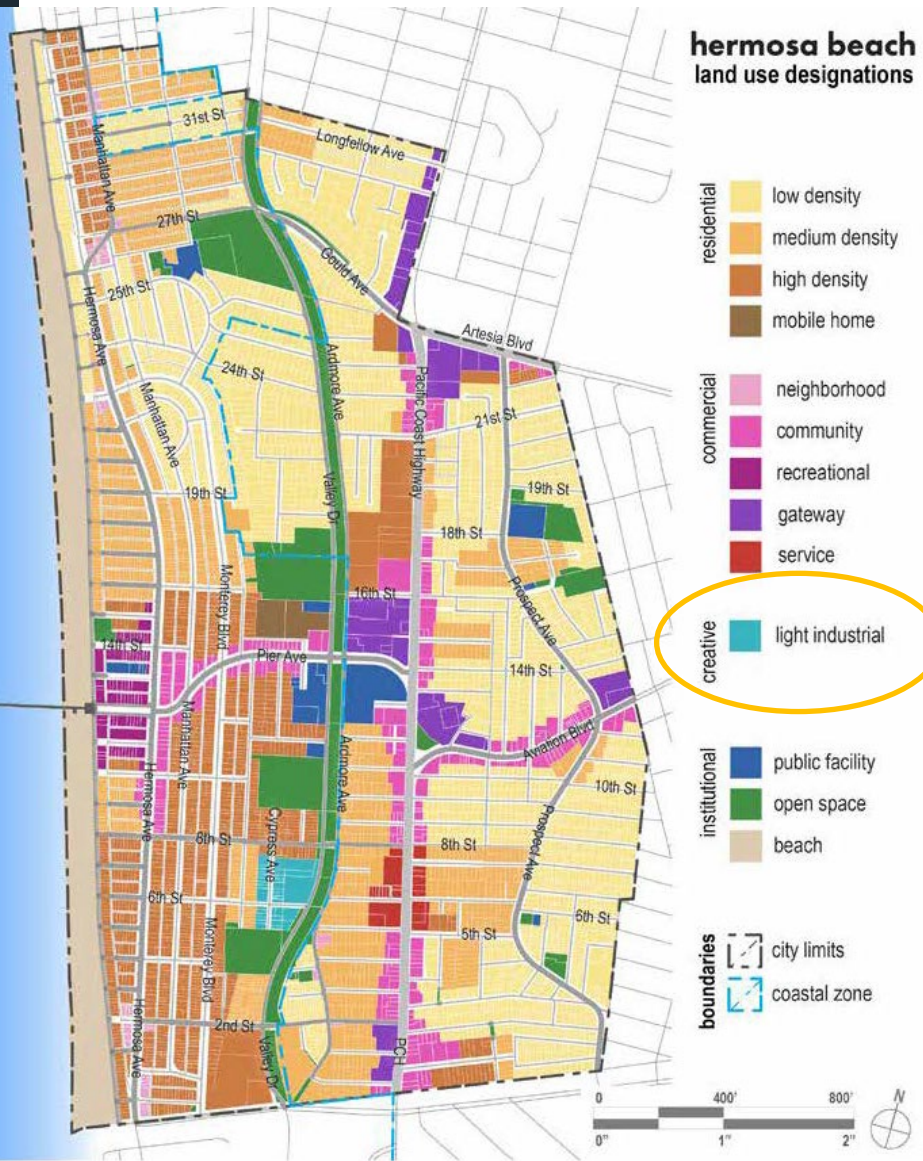 hermosa beach
land use designations
residential
low density
medium density
high density
mobile home
commercial
neighborhood
community
recreational
gateway
service
creative
light industrial
institutional
public facility
open space
beach
boundaries
city limits
coastal zone
0 400' 800'
0" 1" 2"
N
31st St
Longfellow Ave
Manhattan Ave
27th St
Gould Ave
25th St
Hermosa Ave
Artesia Blvd
24th St
Ardmore Ave
Pacific Coast Highway
Manhattan Ave
21st St
19th St
Valley Dr
19th St
18th St
Monterey Blvd
16th St
Prospect Ave
14th St
Pier Ave
14th St
Manhattan Ave
Ardmore Ave
Aviation Blvd
Hermosa Ave
10th St
Cypress Ave
Prospect Ave
8th St
8th St
6th St
6th St
Monterey Blvd
5th St
Hermosa Ave
2nd St
Valley Dr
PCH